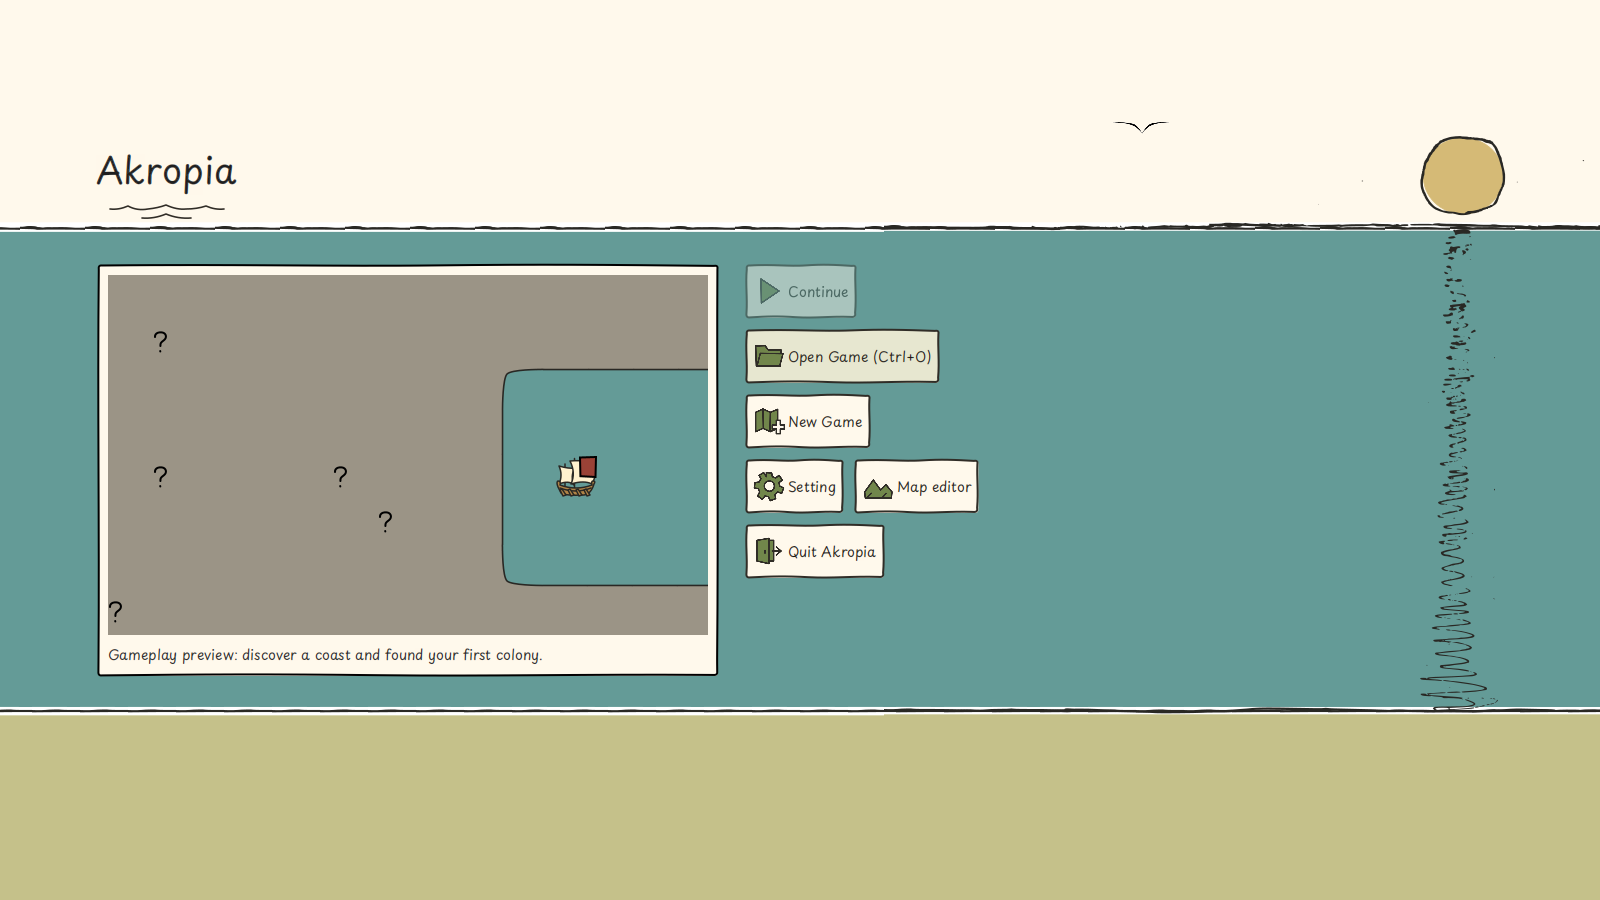 Akropia
?
? ?
?
?
Gameplay preview: discover a coast and found your first colony.
Continue
Open Game (Ctrl+O)
New Game
Setting
Map editor
Quit Akropia